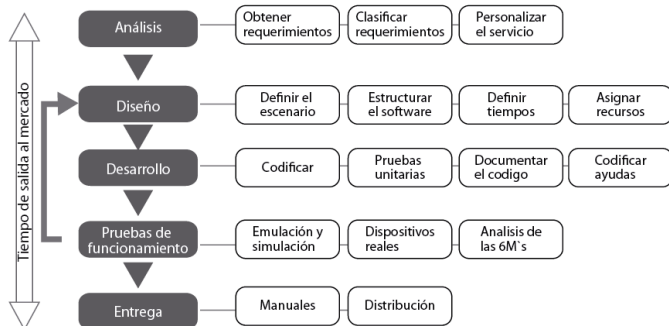 Tiempo de salida al mercado
Análisis
Obtener
requerimientos
Clasificar
requerimientos
Personalizar
el servicio
Diseño
Definir el
escenario
Estructurar
el software
Definir
tiempos
Asignar
recursos
Desarrollo
Codificar
Pruebas
unitarias
Documentar
el codigo
Codificar
ayudas
Pruebas de
funcionamiento
Emulación y
simulación
Dispositivos
reales
Analisis de
las 6M`s
Entrega
Manuales
Distribución